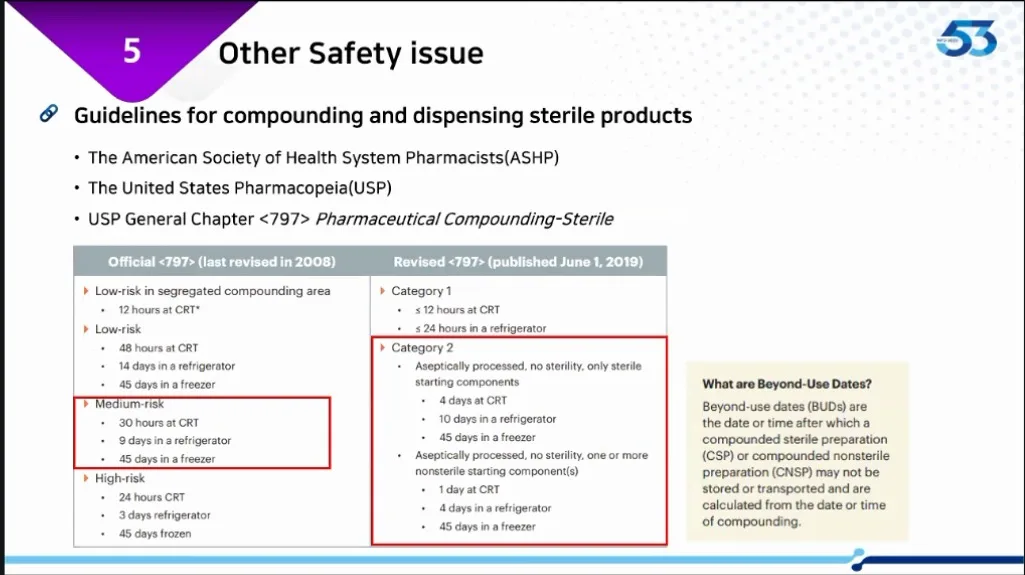 5
Other Safety issue
53
Guidelines for compounding and dispensing sterile products
• The American Society of Health System Pharmacists(ASHP)
• The United States Pharmacopeia(USP)
• USP General Chapter <797> Pharmaceutical Compounding-Sterile
Official <797> (last revised in 2008)
Low-risk in segregated compounding area
• 12 hours at CRT*
Low-risk
• 48 hours at CRT
• 14 days in a refrigerator
• 45 days in a freezer
Medium-risk
• 30 hours at CRT
• 9 days in a refrigerator
• 45 days in a freezer
High-risk
• 24 hours CRT
• 3 days refrigerator
• 45 days frozen
Revised <797> (published June 1, 2019)
Category 1
• ≤ 12 hours at CRT
• ≤ 24 hours in a refrigerator
Category 2
• Aseptically processed, no sterility, only sterile
starting components
• 4 days at CRT
• 10 days in a refrigerator
• 45 days in a freezer
• Aseptically processed, no sterility, one or more
nonsterile starting component(s)
• 1 day at CRT
• 4 days in a refrigerator
• 45 days in a freezer
What are Beyond-Use Dates?
Beyond-use dates (BUDs) are
the date or time after which a
compounded sterile preparation
(CSP) or compounded nonsterile
preparation (CNSP) may not be
stored or transported and are
calculated from the date or time
of compounding.